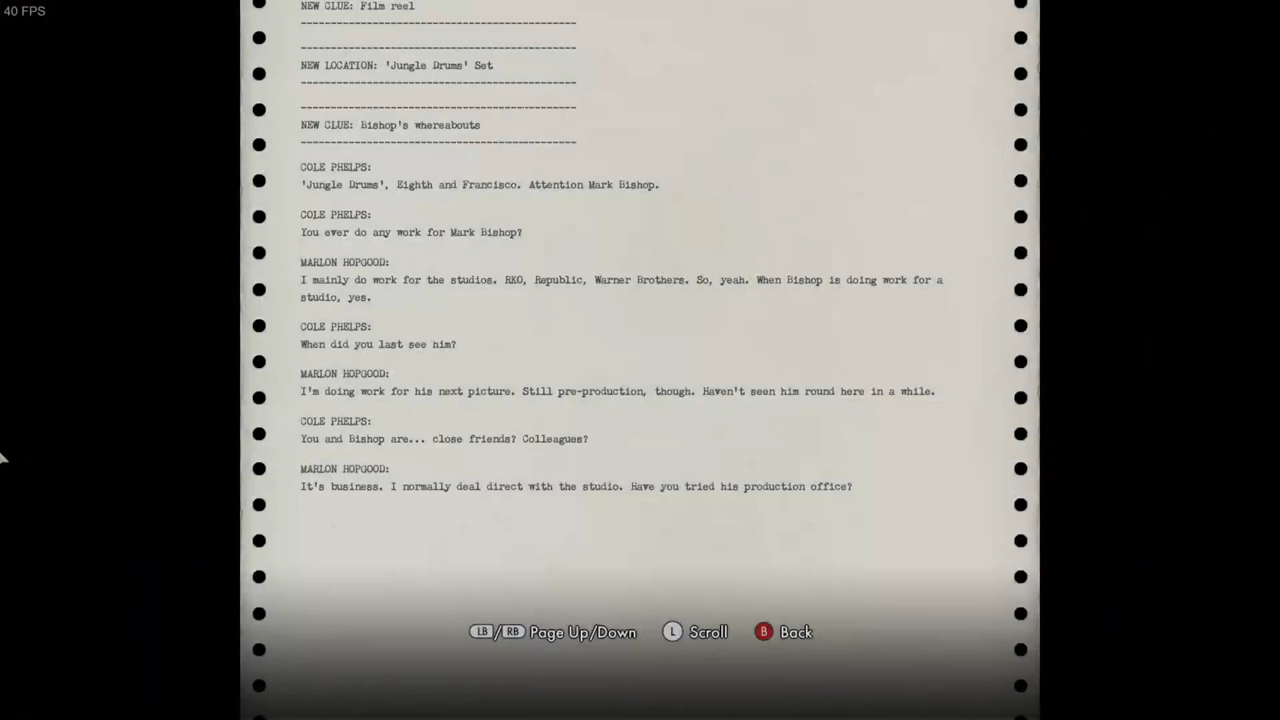 40 FPS
NEW CLUE: Film reel
----------------------------------------------
----------------------------------------------
NEW LOCATION: 'Jungle Drums' Set
----------------------------------------------
----------------------------------------------
NEW CLUE: Bishop's whereabouts
----------------------------------------------
COLE PHELPS:
'Jungle Drums', Eighth and Francisco. Attention Mark Bishop.
COLE PHELPS:
You ever do any work for Mark Bishop?
MARLON HOPGOOD:
I mainly do work for the studios. RKO, Republic, Warner Brothers. So, yeah. When Bishop is doing work for a
studio, yes.
COLE PHELPS:
When did you last see him?
MARLON HOPGOOD:
I'm doing work for his next picture. Still pre-production, though. Haven't seen him round here in a while.
COLE PHELPS:
You and Bishop are... close friends? Colleagues?
MARLON HOPGOOD:
It's business. I normally deal direct with the studio. Have you tried his production office?
LB/RB Page Up/Down L Scroll B Back